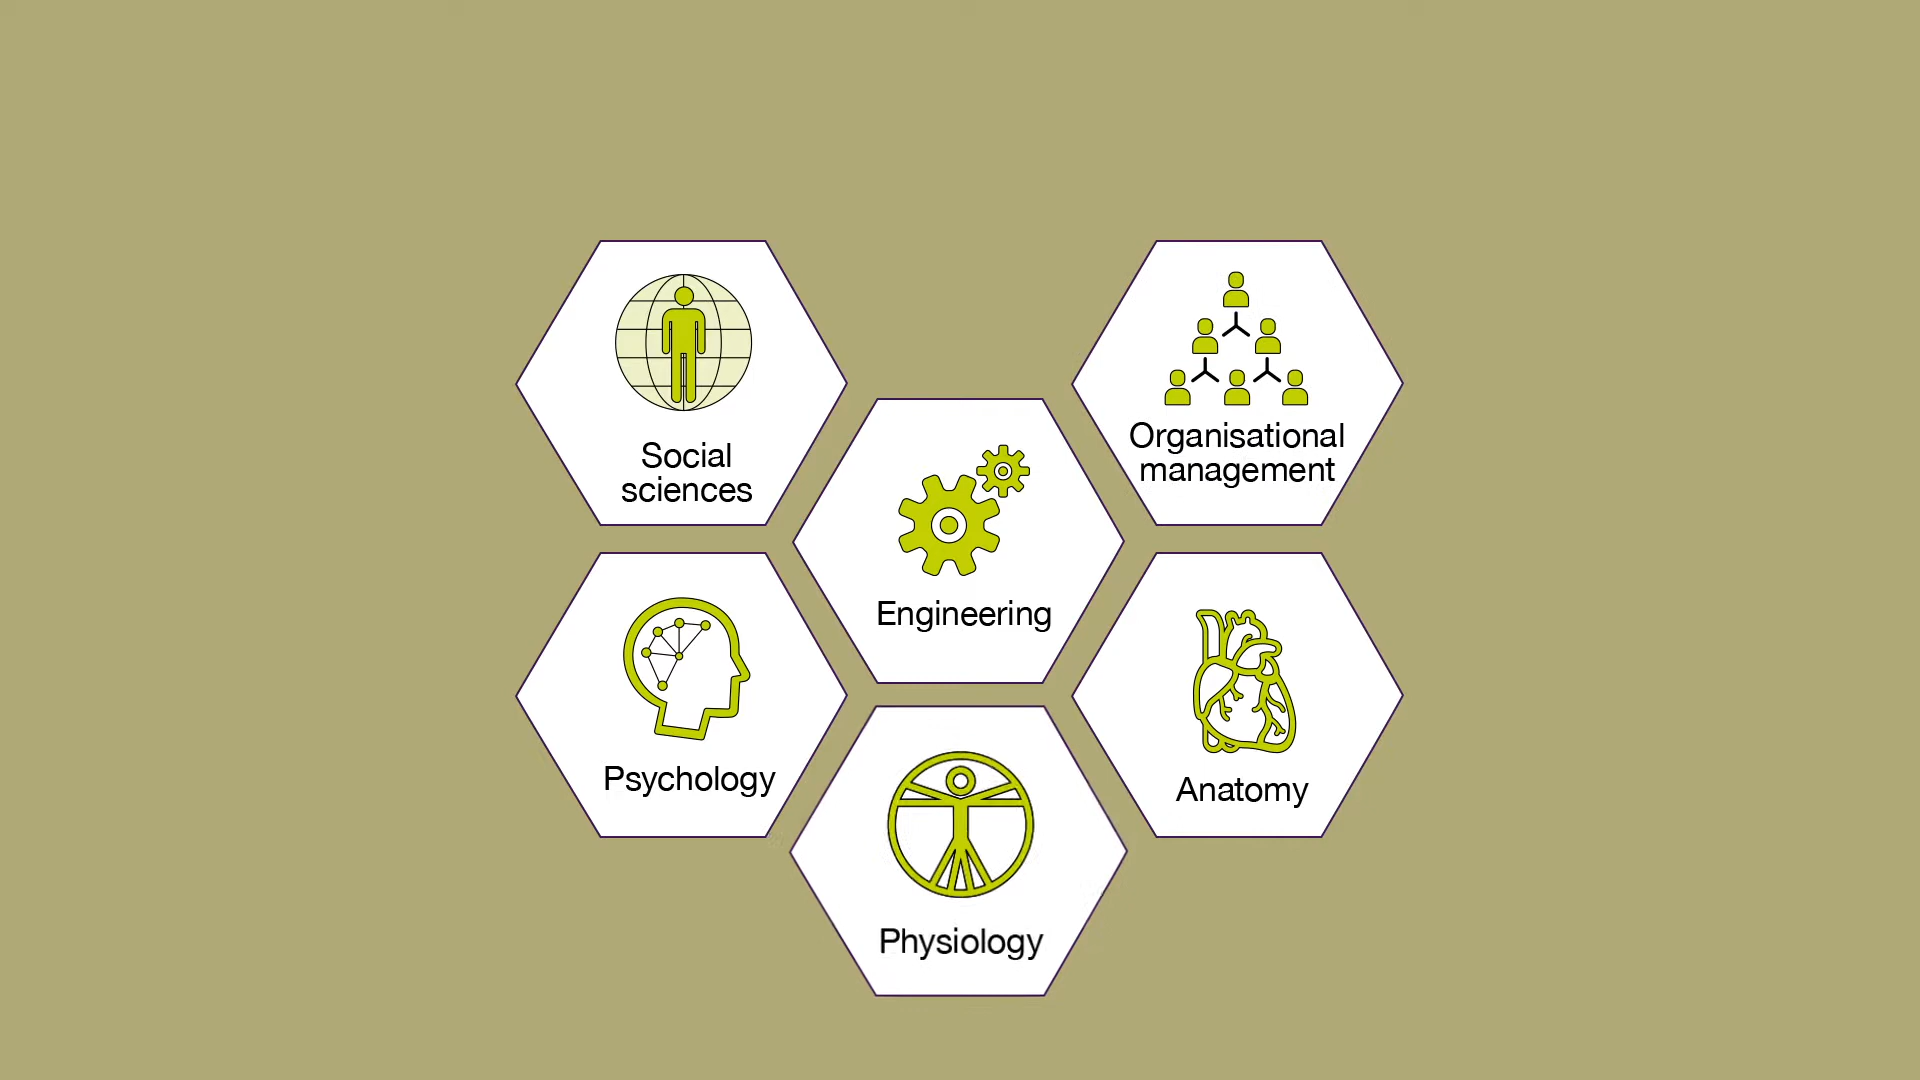 Social
sciences
Organisational
management
Engineering
Psychology
Anatomy
Physiology